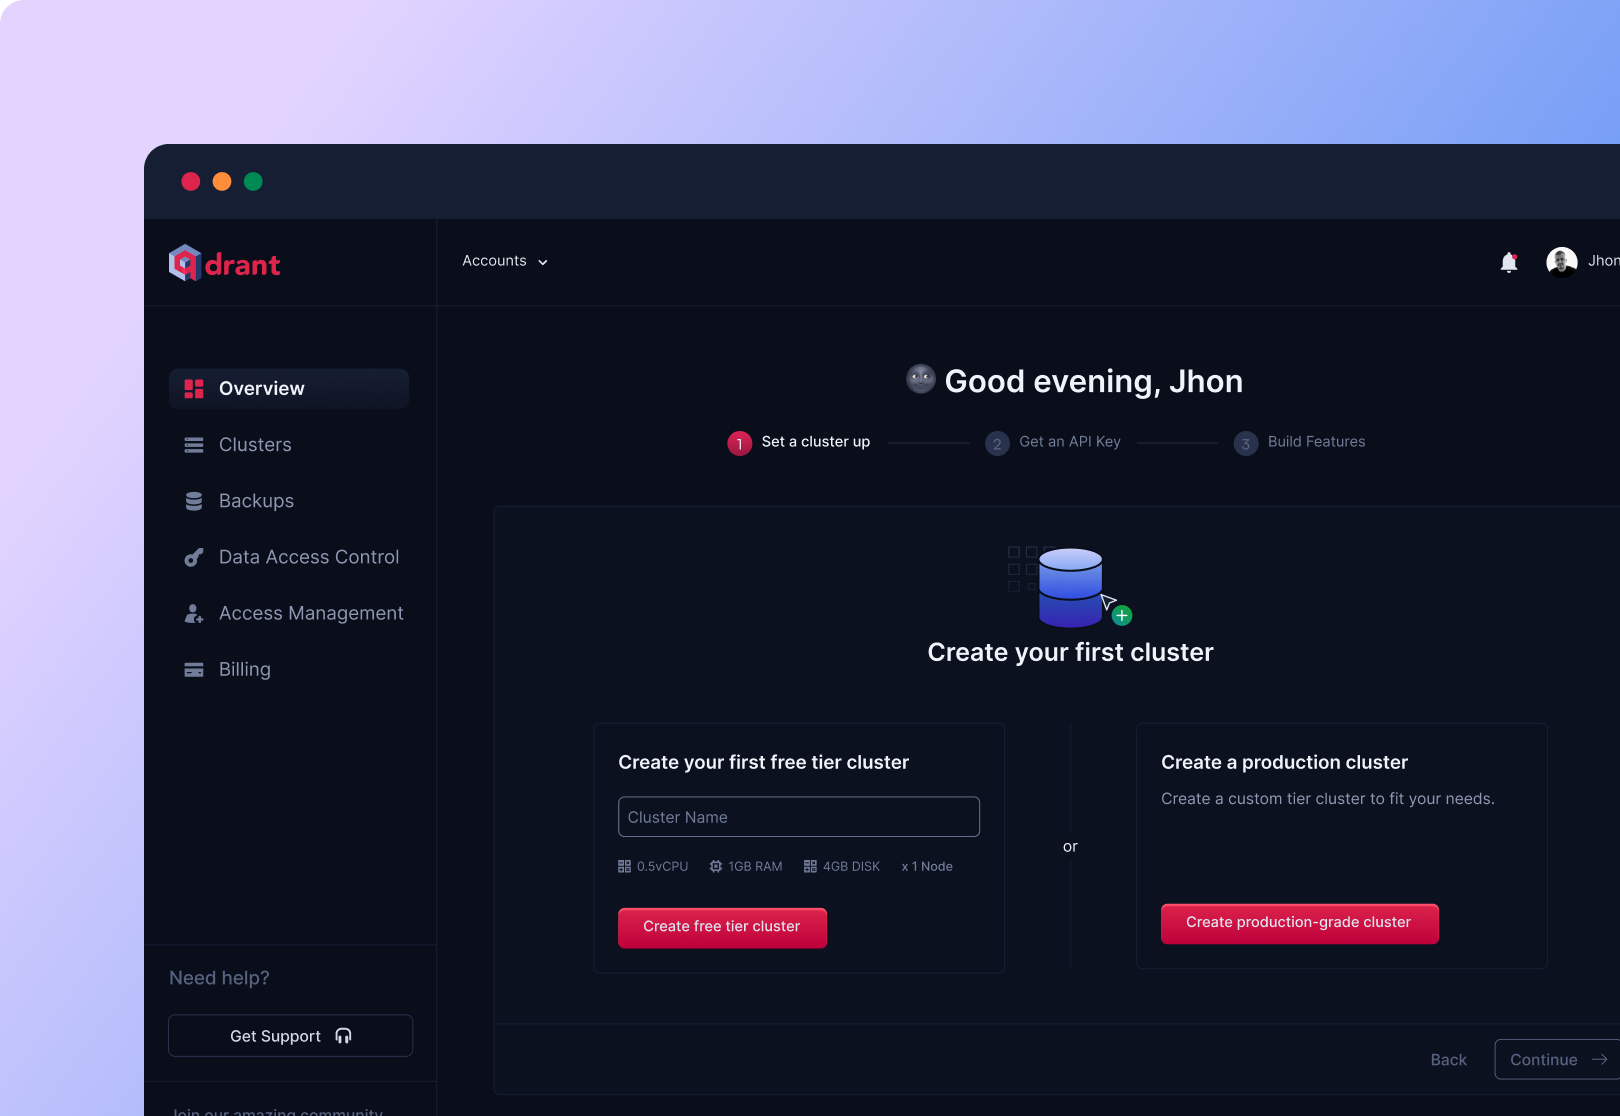 qdrant
Accounts
Jhon
Overview
Clusters
Backups
Data Access Control
Access Management
Billing
Need help?
Get Support
Join our amazing community
Good evening, Jhon
1 Set a cluster up
2 Get an API Key
3 Build Features
Create your first cluster
Create your first free tier cluster
Cluster Name
0.5vCPU 1GB RAM 4GB DISK x 1 Node
Create free tier cluster
or
Create a production cluster
Create a custom tier cluster to fit your needs.
Create production-grade cluster
Back
Continue